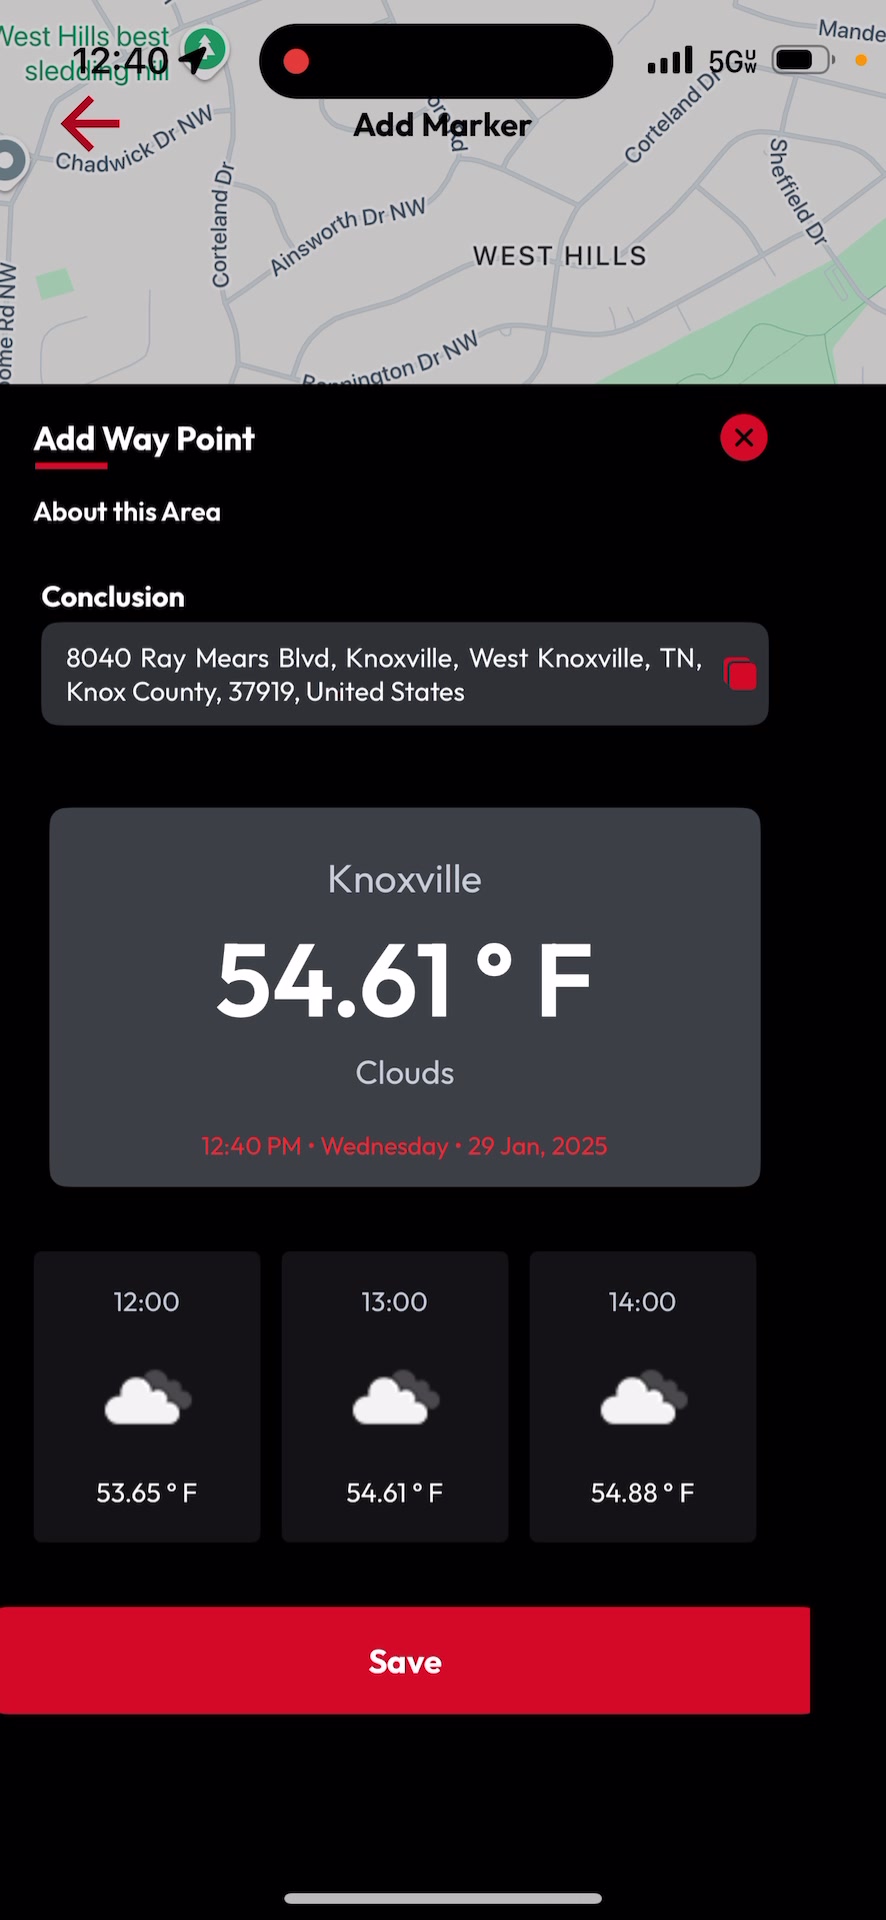 West Hills best
sledding hill
12:40
5G UW
Mande
Add Marker
Chadwick Dr NW
Corteland Dr
Corteland Dr
Ainsworth Dr NW
Sheffield Dr
WEST HILLS
ome Rd NW
nnington Dr NW
Add Way Point
About this Area
Conclusion
8040 Ray Mears Blvd, Knoxville, West Knoxville, TN,
Knox County, 37919, United States
Knoxville
54.61 ° F
Clouds
12:40 PM • Wednesday • 29 Jan, 2025
12:00
13:00
14:00
53.65 ° F
54.61 ° F
54.88 ° F
Save